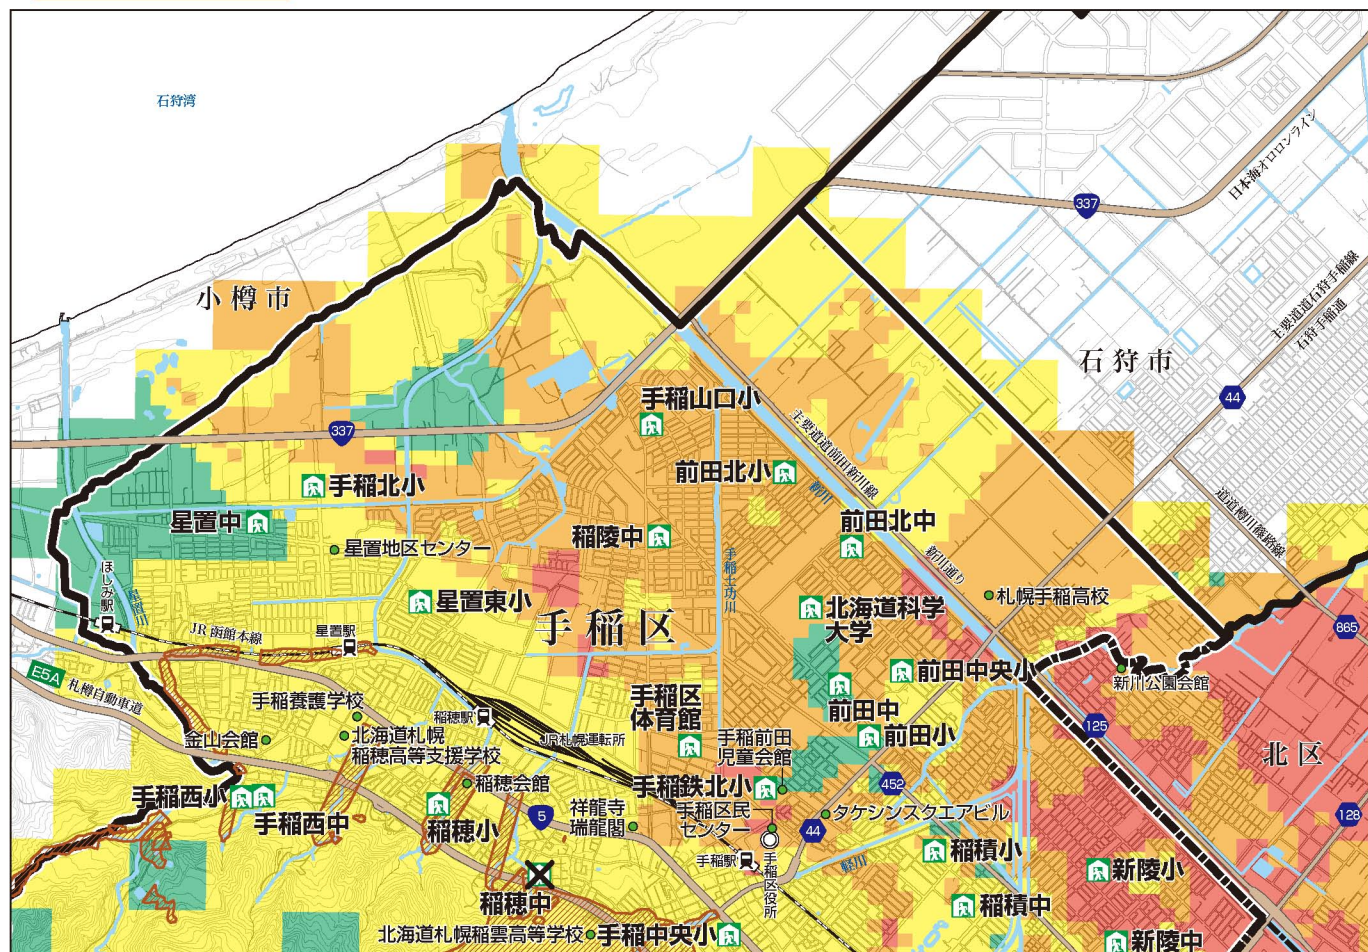 石狩湾
337
日本海オロロンライン
小樽市
石狩市
主要道道石狩手稲線
石狩手稲通
44
手稲山口小
主要道道前田新川線
337
手稲北小
前田北小
新川
道道樽川篠路線
星置中
稲陵中
前田北中
星置地区センター
手稲土功川
新川通り
ほしみ駅
星置川
星置東小
手稲区
北海道科学
大学
札幌手稲高校
865
JR函館本線
星置駅
E5A
札樽自動車道
前田中央小
新川公園会館
手稲養護学校
稲穂駅
手稲区
体育館
前田中
125
金山会館
北海道札幌
稲穂高等支援学校
JR札幌運転所
手稲前田
児童会館
前田小
北区
手稲西小
手稲西中
稲穂会館
稲穂小
5
祥龍寺
瑞龍閣
手稲鉄北小
手稲区民
センター
452
タケシンスクエアビル
44
128
手稲駅
手稲区役所
軽川
稲積小
新陵小
稲穂中
稲積中
北海道札幌稲雲高等学校
手稲中央小
新陵中